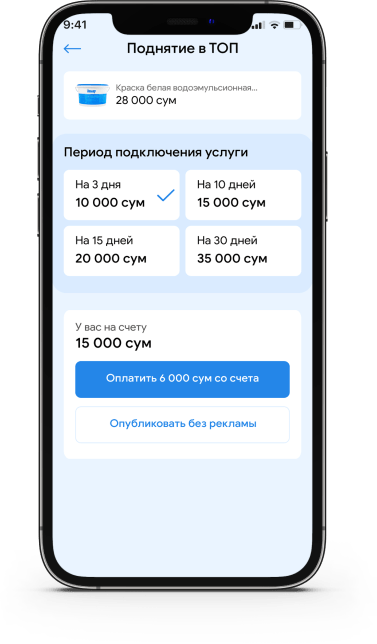 9:41
Поднятие в ТОП
Краска белая водоэмульсионная...
28 000 сум
Период подключения услуги
На 3 дня
10 000 сум
На 10 дней
15 000 сум
На 15 дней
20 000 сум
На 30 дней
35 000 сум
У вас на счету
15 000 сум
Оплатить 6 000 сум со счета
Опубликовать без рекламы